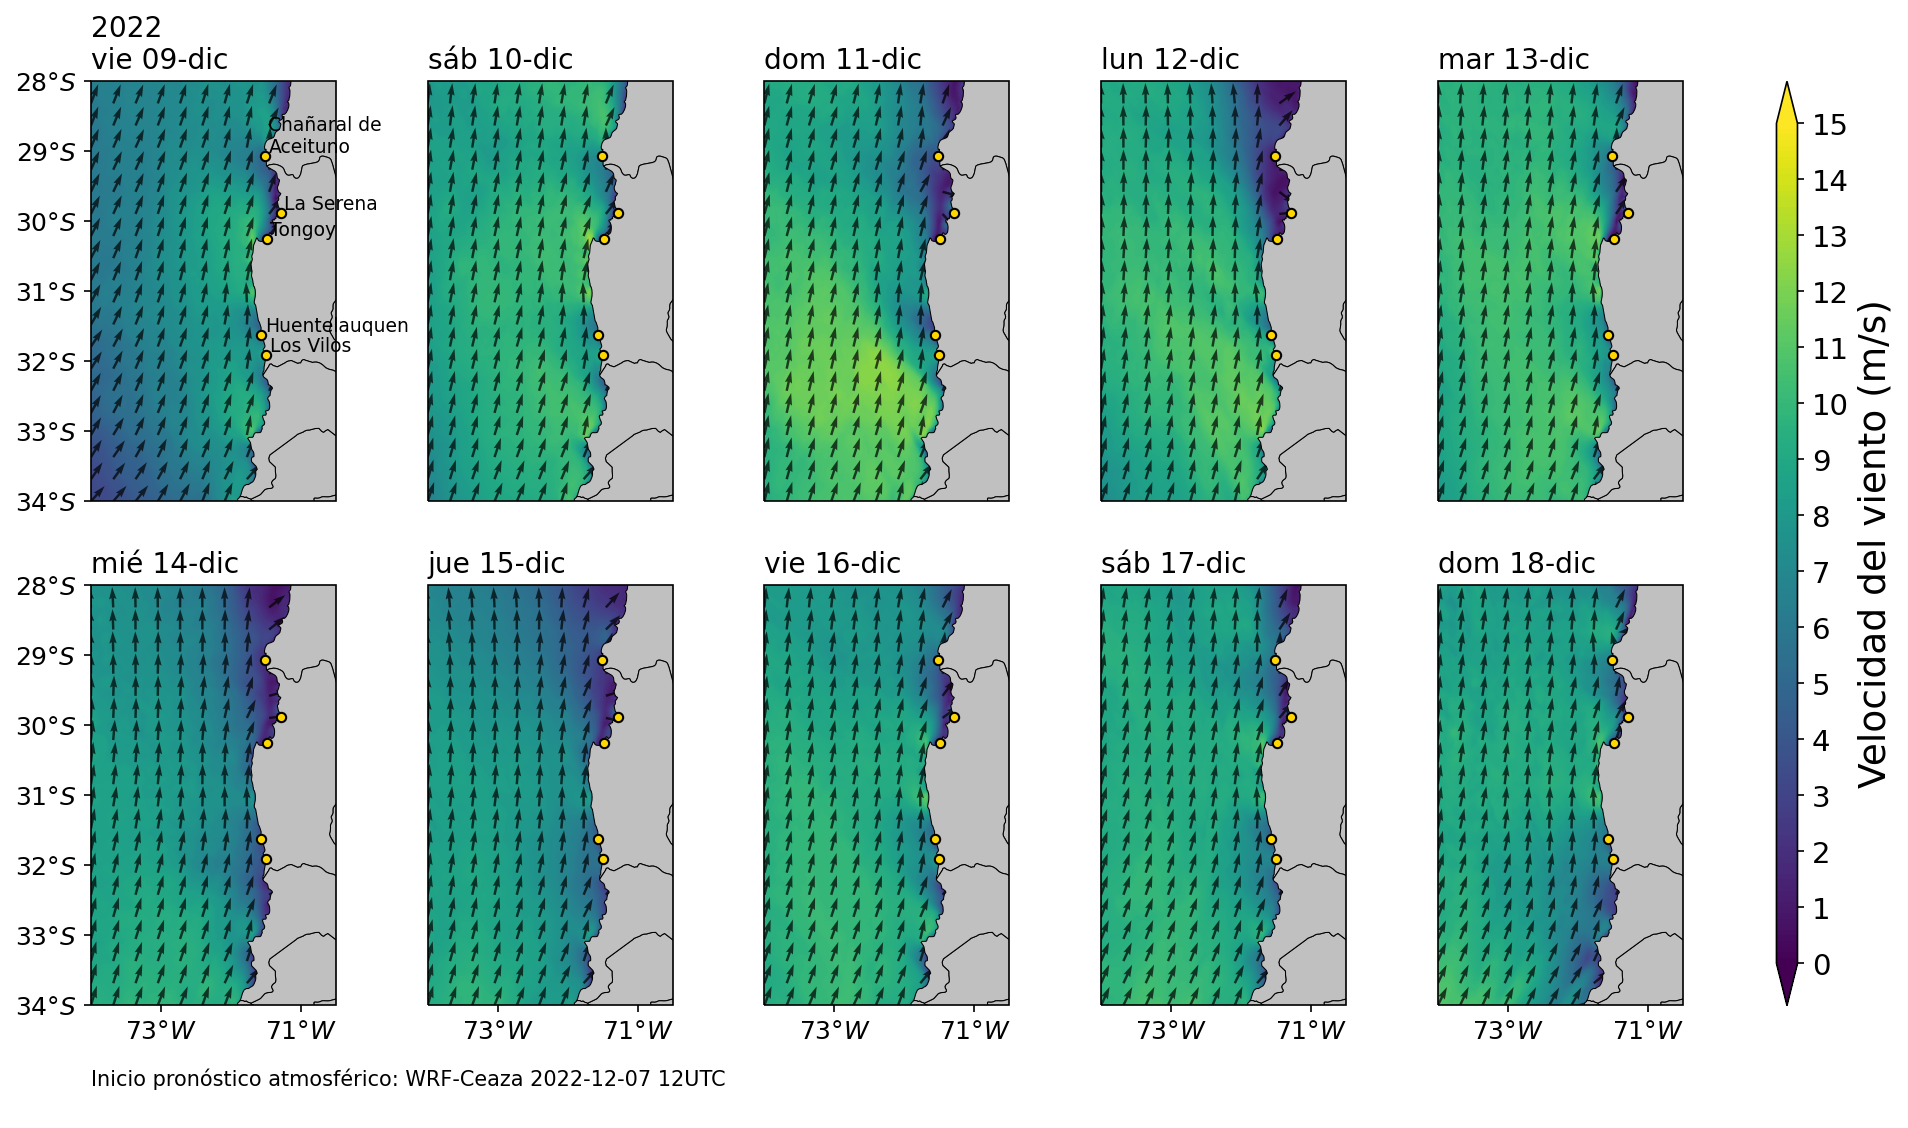 2022
vie 09-dic
sáb 10-dic
dom 11-dic
lun 12-dic
mar 13-dic
28°S
29°S
30°S
31°S
32°S
33°S
34°S
Chañaral de
Aceituno
La Serena
Tongoy
Huentelauquen
Los Vilos
mié 14-dic
jue 15-dic
vie 16-dic
sáb 17-dic
dom 18-dic
28°S
29°S
30°S
31°S
32°S
33°S
34°S
73°W
71°W
73°W
71°W
73°W
71°W
73°W
71°W
73°W
71°W
15
14
13
12
11
10
9
8
7
6
5
4
3
2
1
0
Velocidad del viento (m/s)
Inicio pronóstico atmosférico: WRF-Ceaza 2022-12-07 12UTC